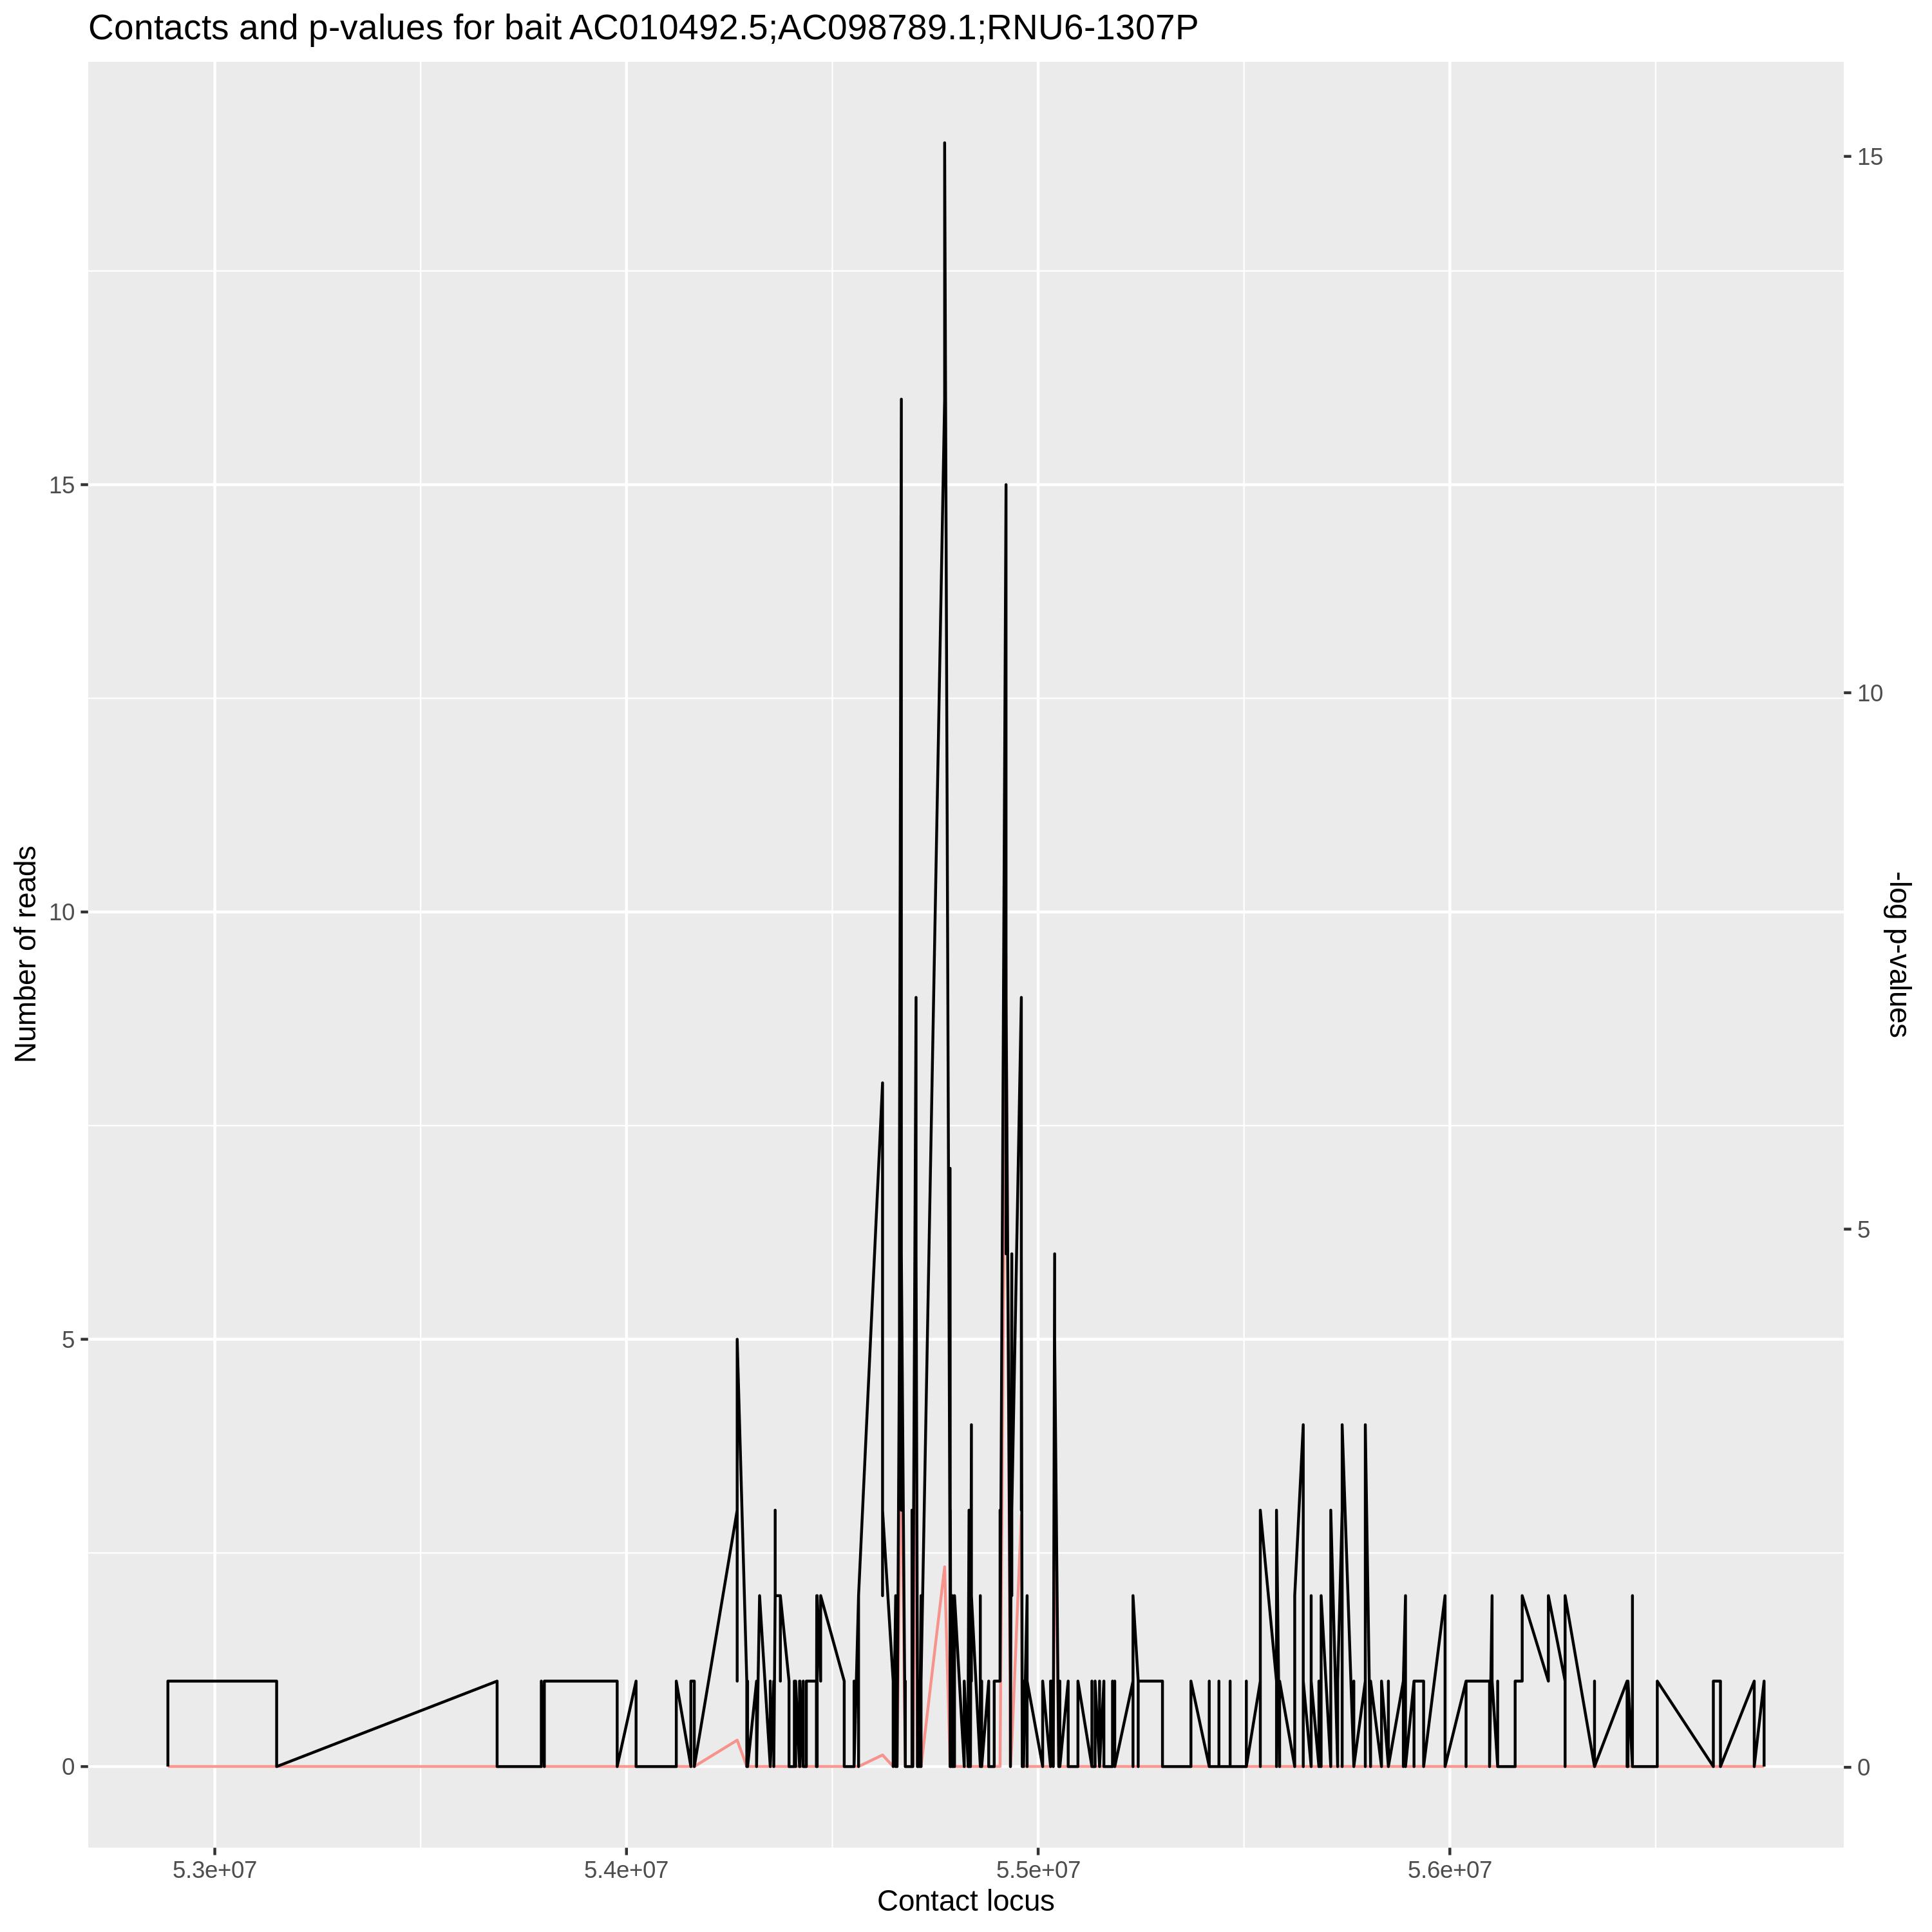 Contacts and p-values for bait AC010492.5;AC098789.1;RNU6-1307P
Number of reads
15
10
5
0
15
10
5
0
-log p-values
5.3e+07
5.4e+07
5.5e+07
5.6e+07
Contact locus